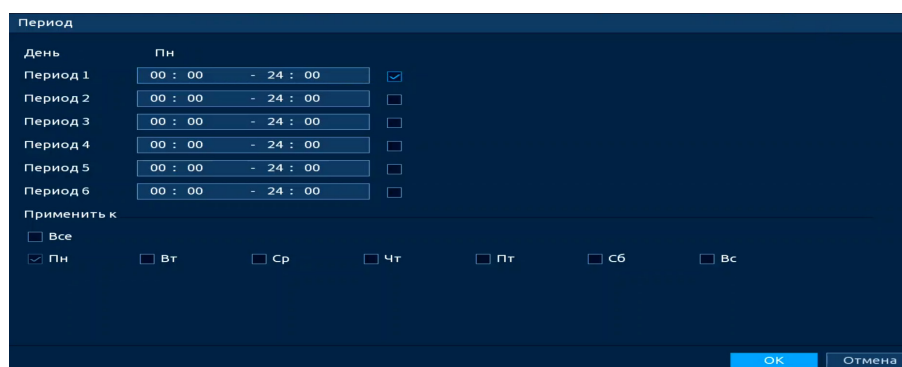 Период
День Пн
Период 1 00 : 00 - 24 : 00
Период 2 00 : 00 - 24 : 00
Период 3 00 : 00 - 24 : 00
Период 4 00 : 00 - 24 : 00
Период 5 00 : 00 - 24 : 00
Период 6 00 : 00 - 24 : 00
Применить к
Все
Пн Вт Ср Чт Пт Сб Вс
OK Отмена